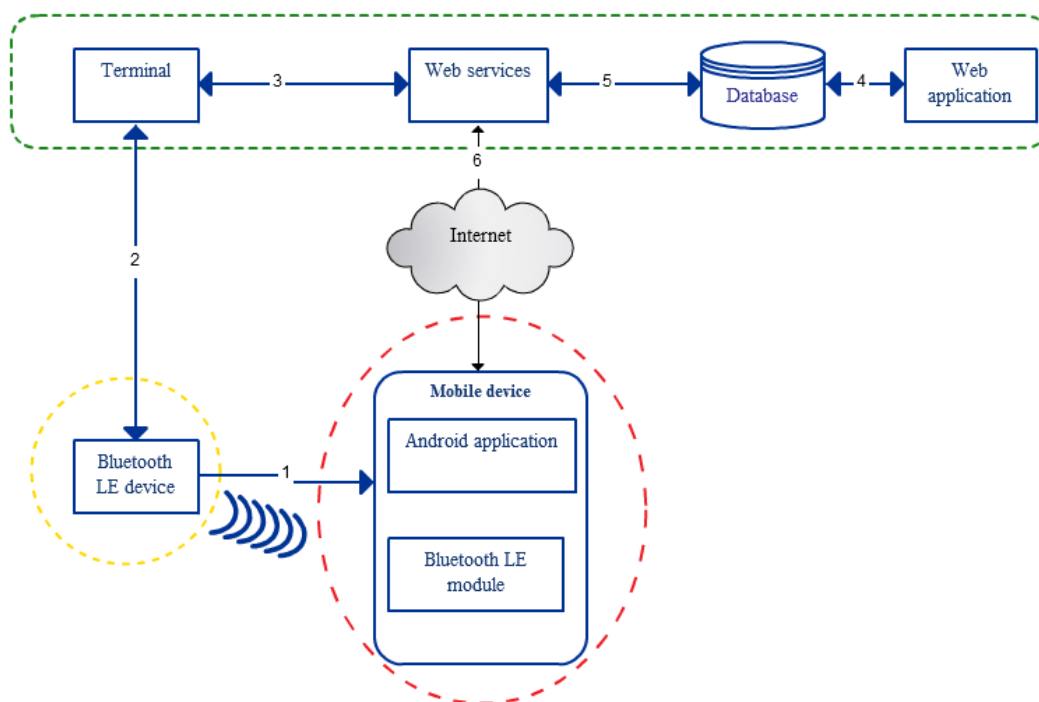 Terminal
3
Web services
5
Database
4
Web
application
6
Internet
2
Mobile device
Android application
Bluetooth
LE device
1
Bluetooth LE
module